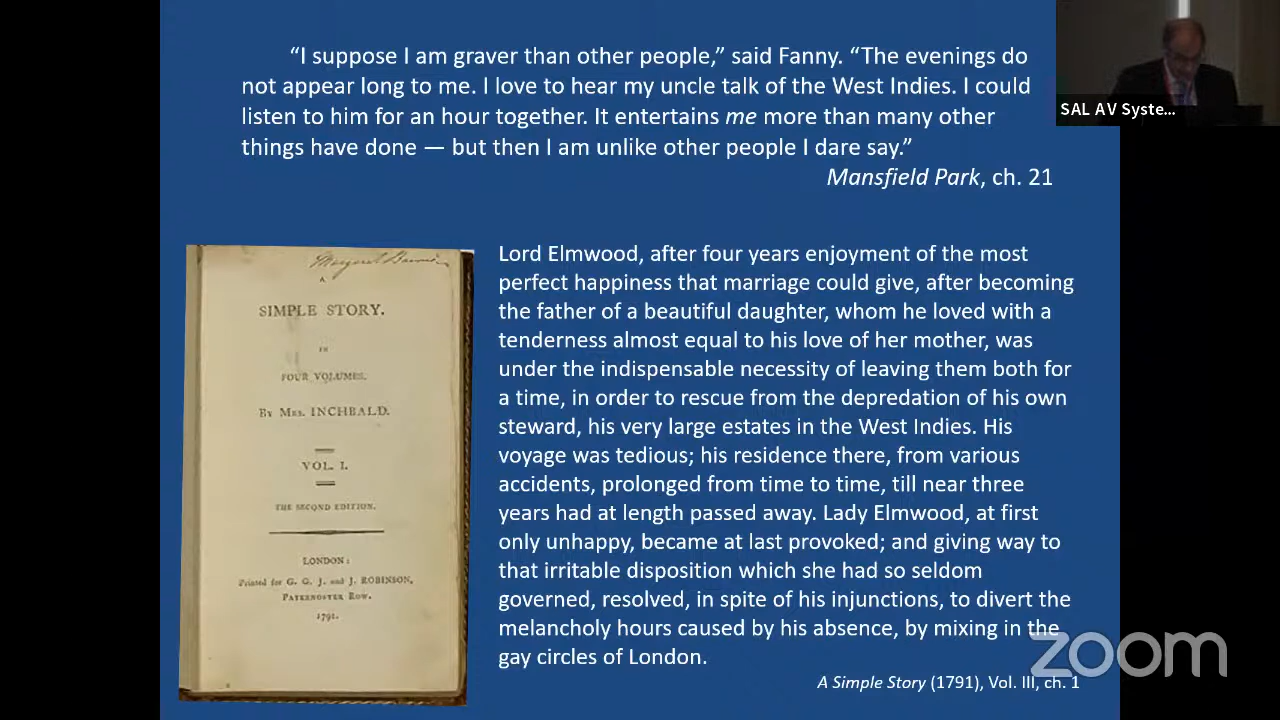 “I suppose I am graver than other people,” said Fanny. “The evenings do
not appear long to me. I love to hear my uncle talk of the West Indies. I could
listen to him for an hour together. It entertains me more than many other
things have done — but then I am unlike other people I dare say.”
Mansfield Park, ch. 21
SAL AV Syste...
Margaret
A
SIMPLE STORY.
IN
FOUR VOLUMES.
By Mrs. INCHBALD.
VOL. I.
THE SECOND EDITION.
LONDON:
Printed for G. G. J. and J. ROBINSON,
PATERNOSTER ROW.
1791.
Lord Elmwood, after four years enjoyment of the most
perfect happiness that marriage could give, after becoming
the father of a beautiful daughter, whom he loved with a
tenderness almost equal to his love of her mother, was
under the indispensable necessity of leaving them both for
a time, in order to rescue from the depredation of his own
steward, his very large estates in the West Indies. His
voyage was tedious; his residence there, from various
accidents, prolonged from time to time, till near three
years had at length passed away. Lady Elmwood, at first
only unhappy, became at last provoked; and giving way to
that irritable disposition which she had so seldom
governed, resolved, in spite of his injunctions, to divert the
melancholy hours caused by his absence, by mixing in the
gay circles of London.
A Simple Story (1791), Vol. III, ch. 1
zoom